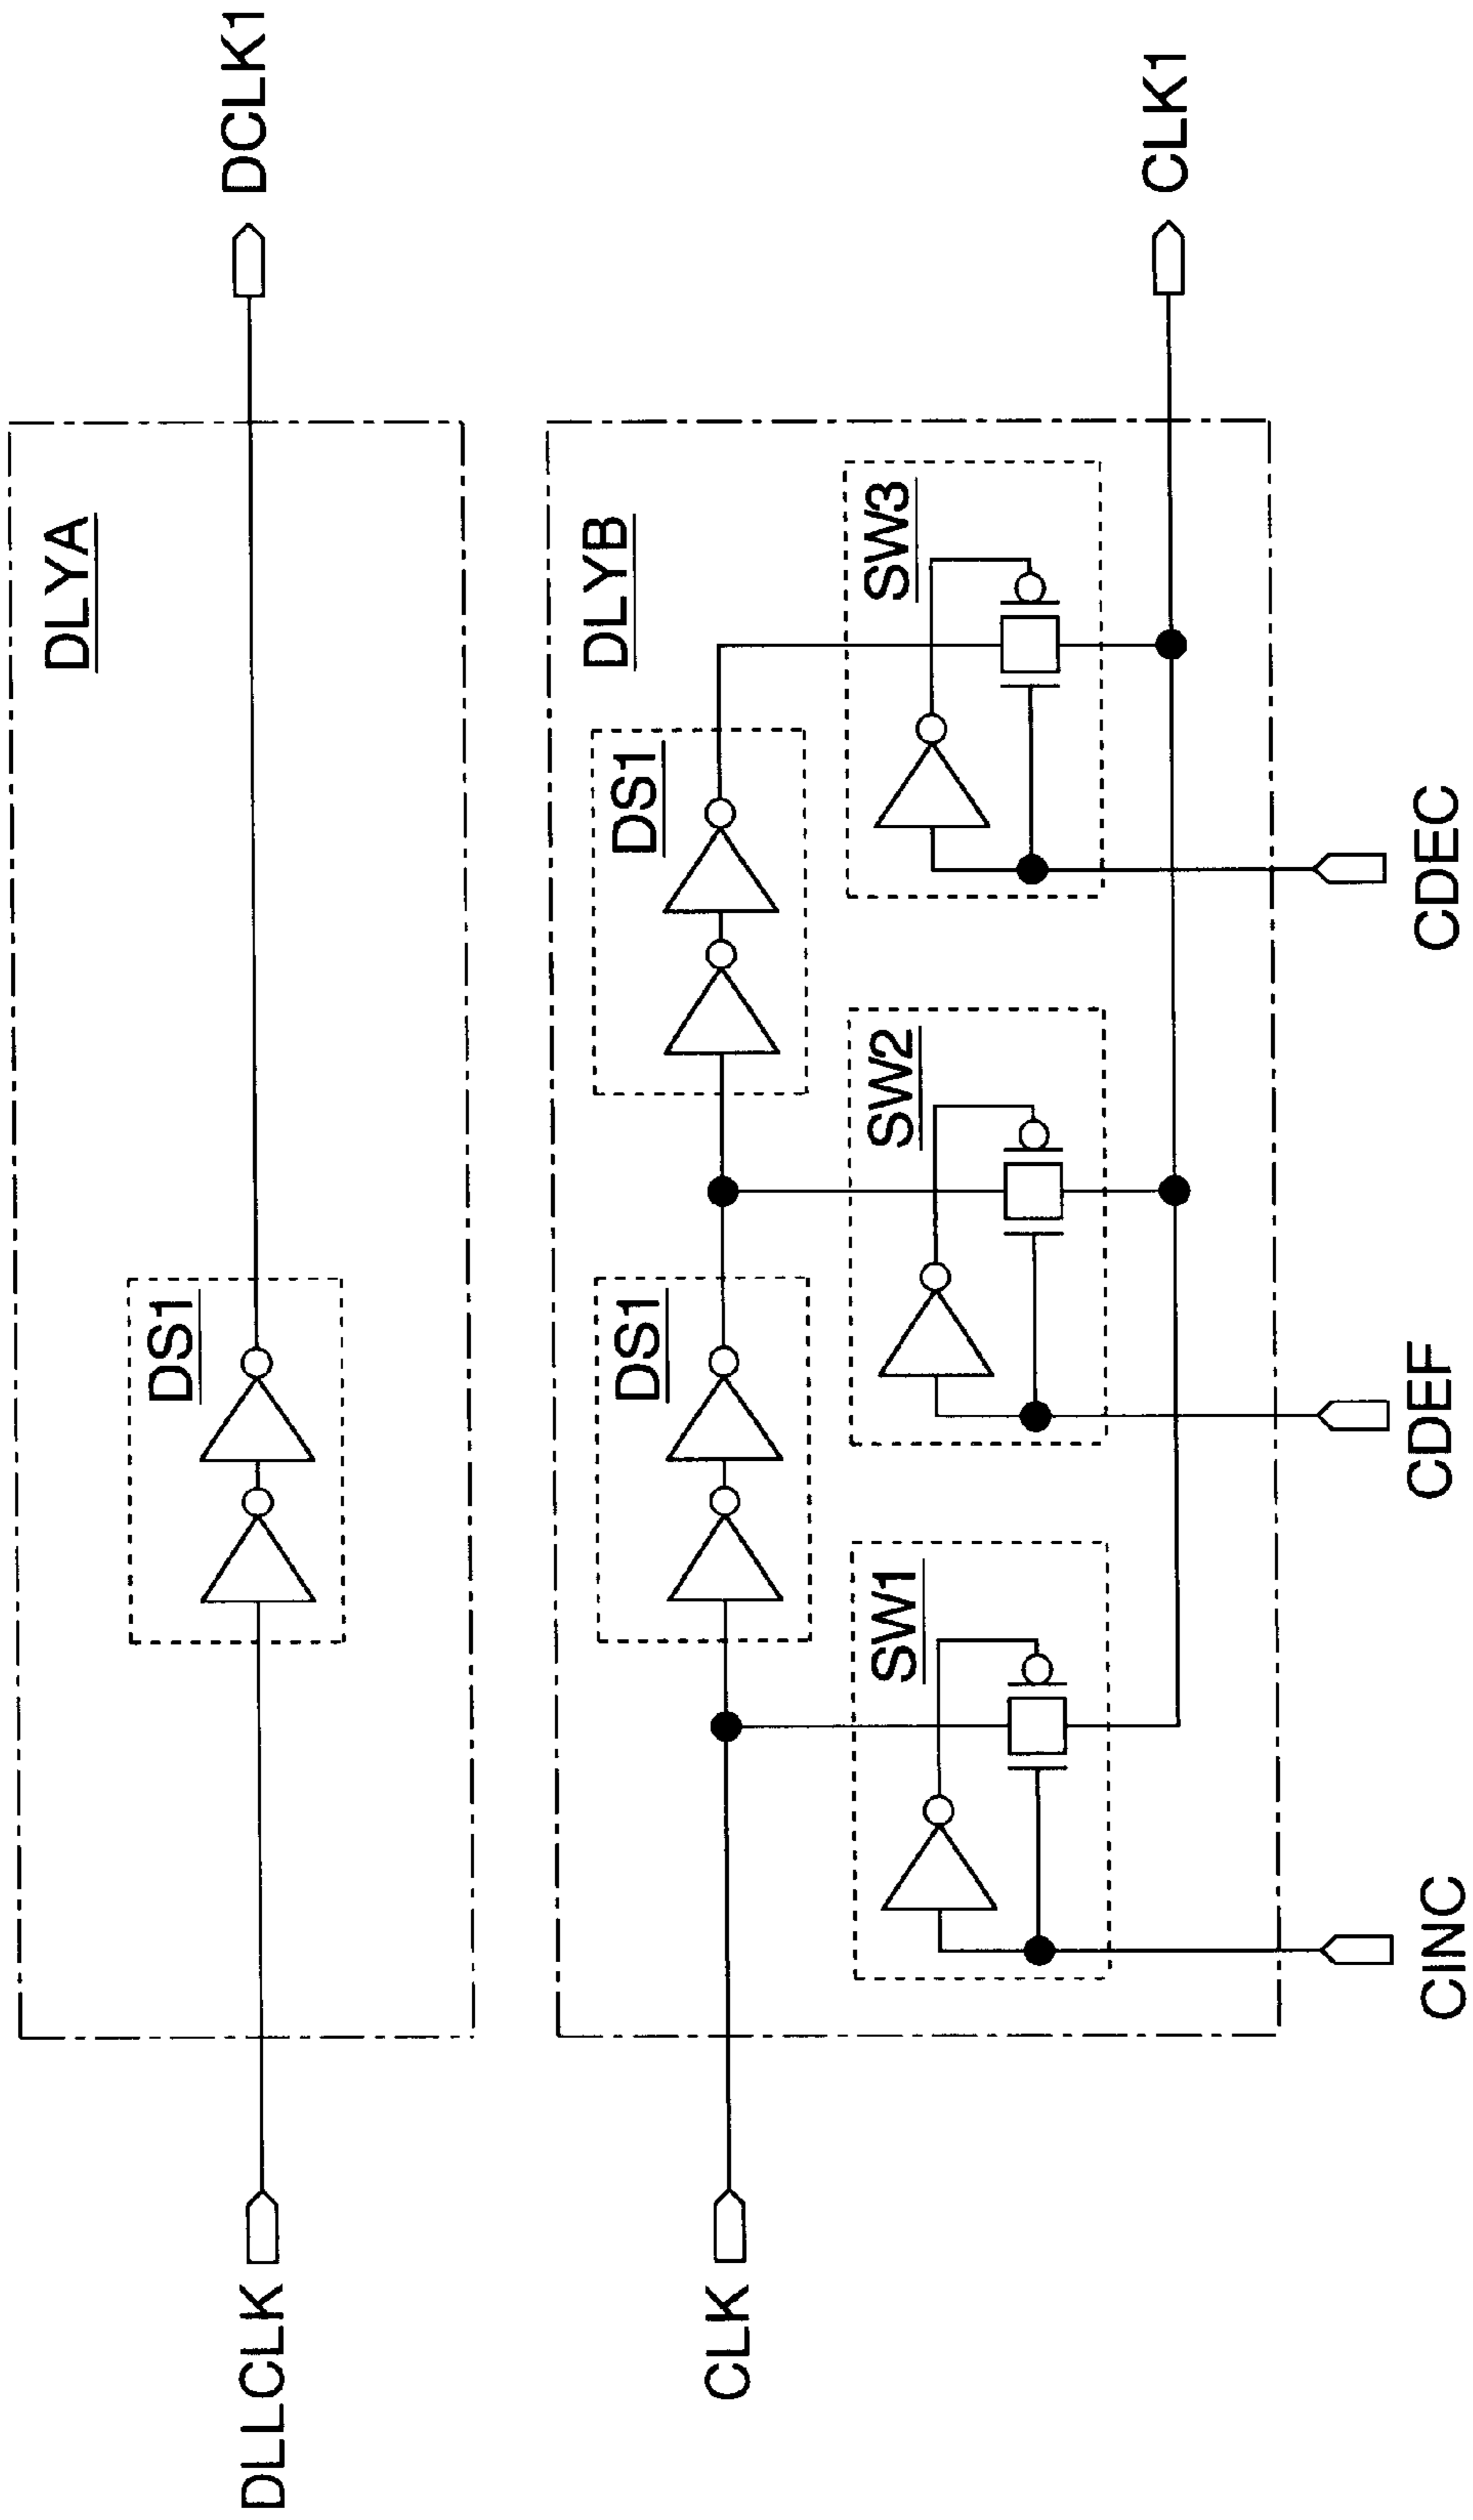 DLYA
DS1
DLLCLK
DCLK1
DLYB
DS1
DS1
CLK
SW1
SW2
SW3
CLK1
CINC
CDEF
CDEC